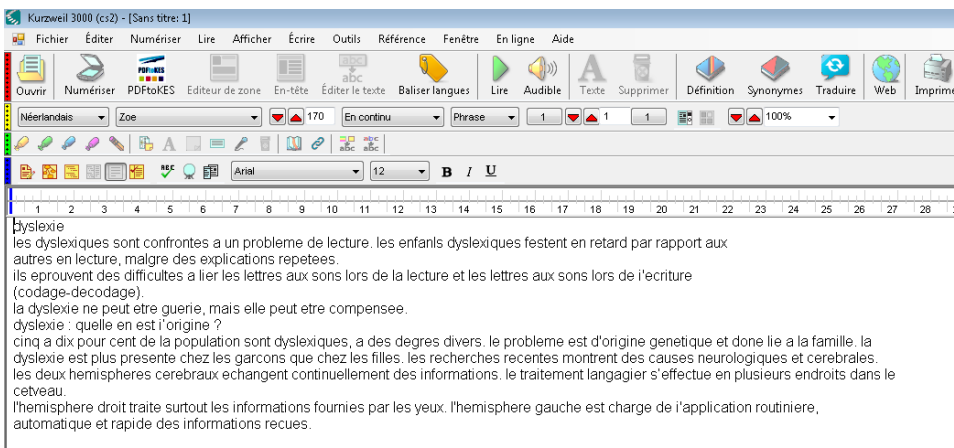 Kurzweil 3000 (cs2) - [Sans titre: 1]
Fichier Éditer Numériser Lire Afficher Écrire Outils Référence Fenêtre En ligne Aide
PDFtoKES abc
Ouvrir Numériser PDFtoKES Editeur de zone En-tête Éditer le texte Baliser langues Lire Audible Texte Supprimer Définition Synonymes Traduire Web Imprime
Néerlandais Zoe 170 En continu Phrase 1 1 1 100%
A abc abc
ABC Arial 12 B I U
1 2 3 4 5 6 7 8 9 10 11 12 13 14 15 16 17 18 19 20 21 22 23 24 25 26 27 28
dyslexie
les dyslexiques sont confrontes a un probleme de lecture. les enfanls dyslexiques festent en retard par rapport aux
autres en lecture, malgre des explications repetees.
ils eprouvent des difficultes a lier les lettres aux sons lors de la lecture et les lettres aux sons lors de i'ecriture
(codage-decodage).
la dyslexie ne peut etre guerie, mais elle peut etre compensee.
dyslexie : quelle en est i'origine ?
cinq a dix pour cent de la population sont dyslexiques, a des degres divers. le probleme est d'origine genetique et done lie a la famille. la
dyslexie est plus presente chez les garcons que chez les filles. les recherches recentes montrent des causes neurologiques et cerebrales.
les deux hemispheres cerebraux echangent continuellement des informations. le traitement langagier s'effectue en plusieurs endroits dans le
cetveau.
l'hemisphere droit traite surtout les informations fournies par les yeux. l'hemisphere gauche est charge de i'application routiniere,
automatique et rapide des informations recues.